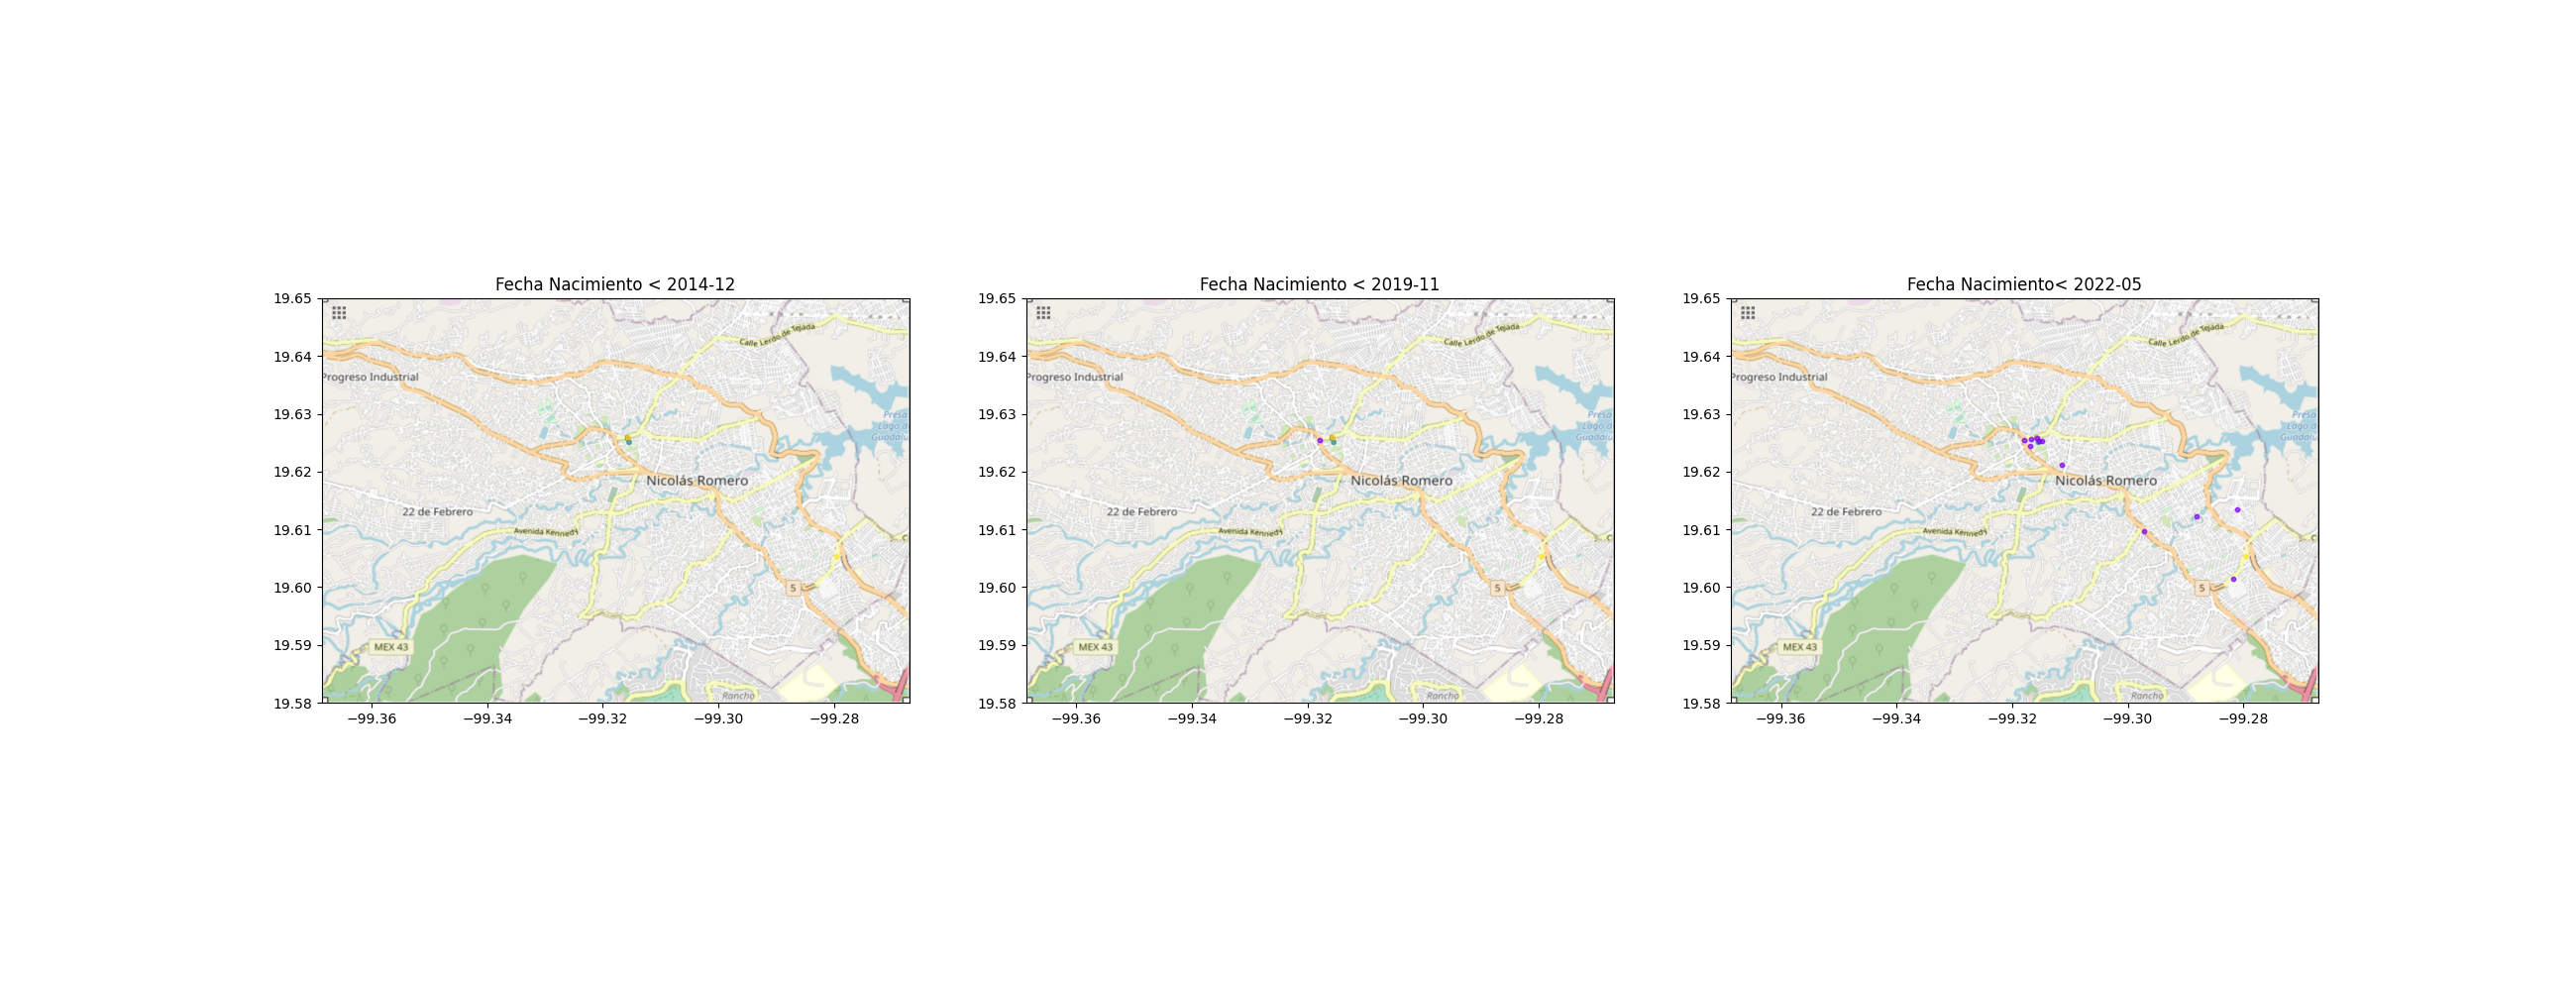 Fecha Nacimiento < 2014-12
19.65
19.64
19.63
19.62
19.61
19.60
19.59
19.58
−99.36
−99.34
−99.32
−99.30
−99.28
Calle Lerdo de Tejada
Progreso Industrial
Presa
Lago de
Guadalu
Nicolás Romero
22 de Febrero
Avenida Kennedy
C
5
MEX 43
Rancho
Fecha Nacimiento < 2019-11
19.65
19.64
19.63
19.62
19.61
19.60
19.59
19.58
−99.36
−99.34
−99.32
−99.30
−99.28
Calle Lerdo de Tejada
Progreso Industrial
Presa
Lago de
Guadalu
Nicolás Romero
22 de Febrero
Avenida Kennedy
C
5
MEX 43
Rancho
Fecha Nacimiento< 2022-05
19.65
19.64
19.63
19.62
19.61
19.60
19.59
19.58
−99.36
−99.34
−99.32
−99.30
−99.28
Calle Lerdo de Tejada
Progreso Industrial
Presa
Lago de
Guadalu
Nicolás Romero
22 de Febrero
Avenida Kennedy
C
5
MEX 43
Rancho